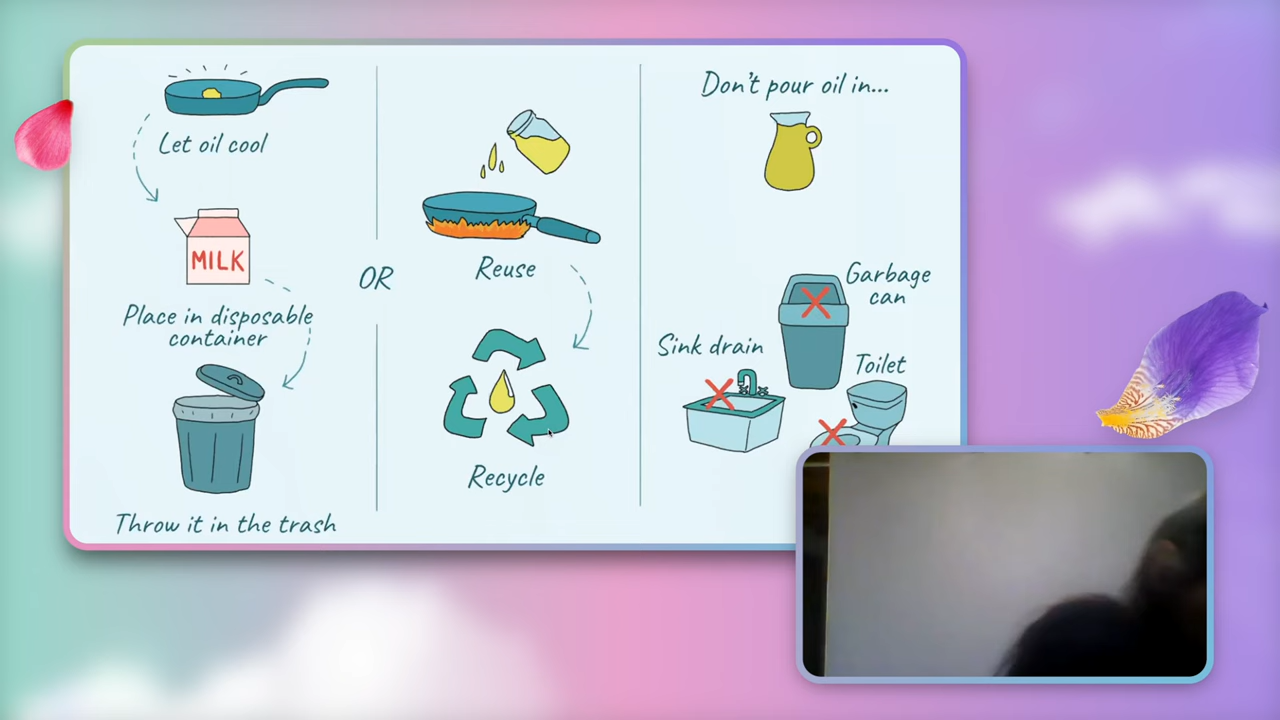 Let oil cool
MILK
Place in disposable
container
Throw it in the trash
OR
Reuse
Recycle
Don't pour oil in...
Garbage
can
Sink drain
Toilet